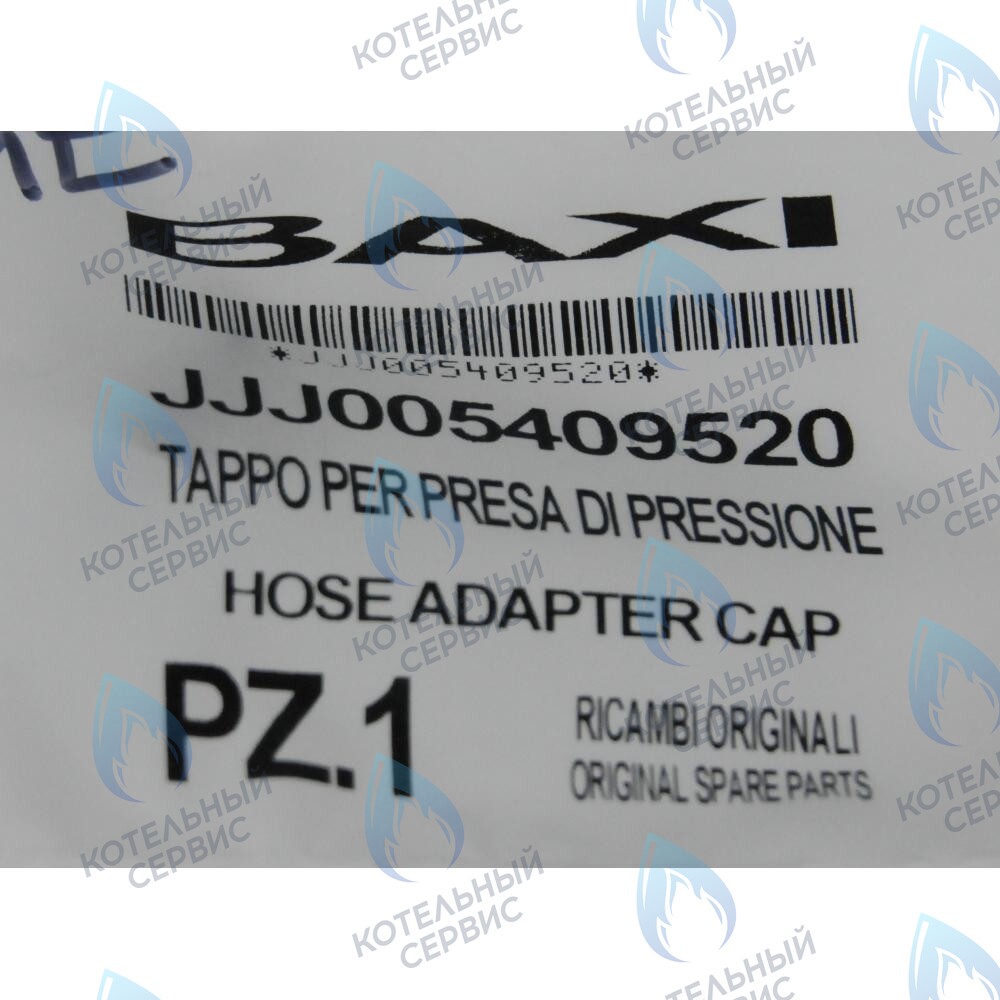 BAXI
*JJJ005409520*
JJJ005409520
TAPPO PER PRESA DI PRESSIONE
HOSE ADAPTER CAP
PZ.1
RICAMBI ORIGINALI
ORIGINAL SPARE PARTS
КОТЕЛЬНЫЙ
СЕРВИС